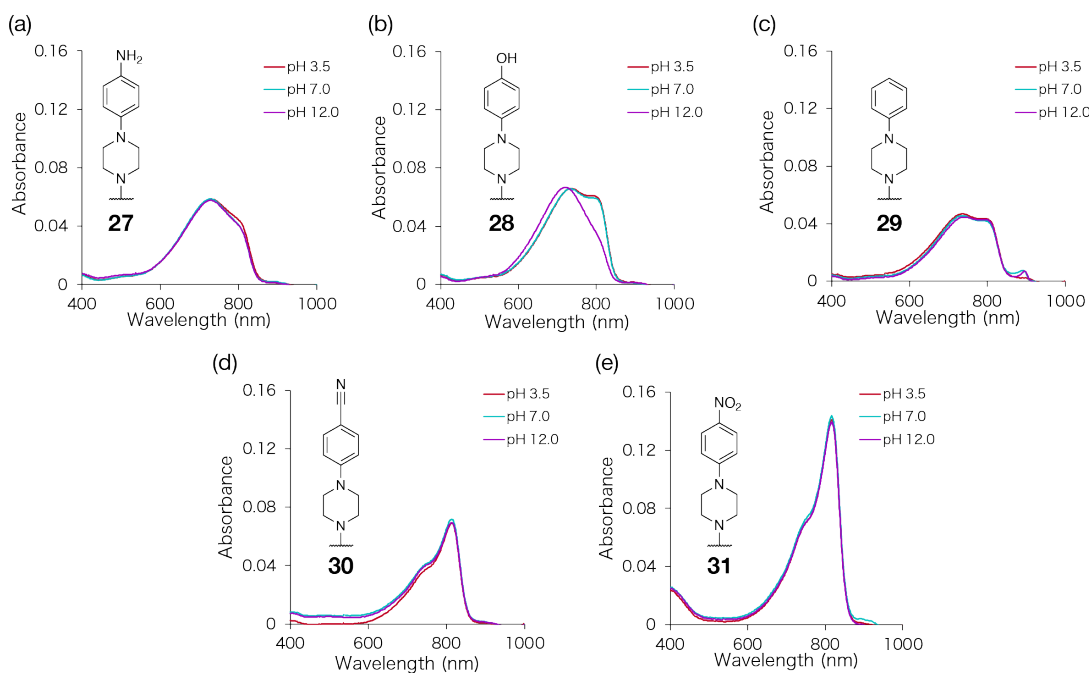 (a)
0.16
0.12
0.08
0.04
0
Absorbance
NH2
N
N
27
pH 3.5
pH 7.0
pH 12.0
400 600 800 1000
Wavelength (nm)
(b)
0.16
0.12
0.08
0.04
0
Absorbance
OH
N
N
28
pH 3.5
pH 7.0
pH 12.0
400 600 800 1000
Wavelength (nm)
(c)
0.16
0.12
0.08
0.04
0
Absorbance
N
N
29
pH 3.5
pH 7.0
pH 12.0
400 600 800 1000
Wavelength (nm)
(d)
0.16
0.12
0.08
0.04
0
Absorbance
N
N
N
30
pH 3.5
pH 7.0
pH 12.0
400 600 800 1000
Wavelength (nm)
(e)
0.16
0.12
0.08
0.04
0
Absorbance
NO2
N
N
31
pH 3.5
pH 7.0
pH 12.0
400 600 800 1000
Wavelength (nm)